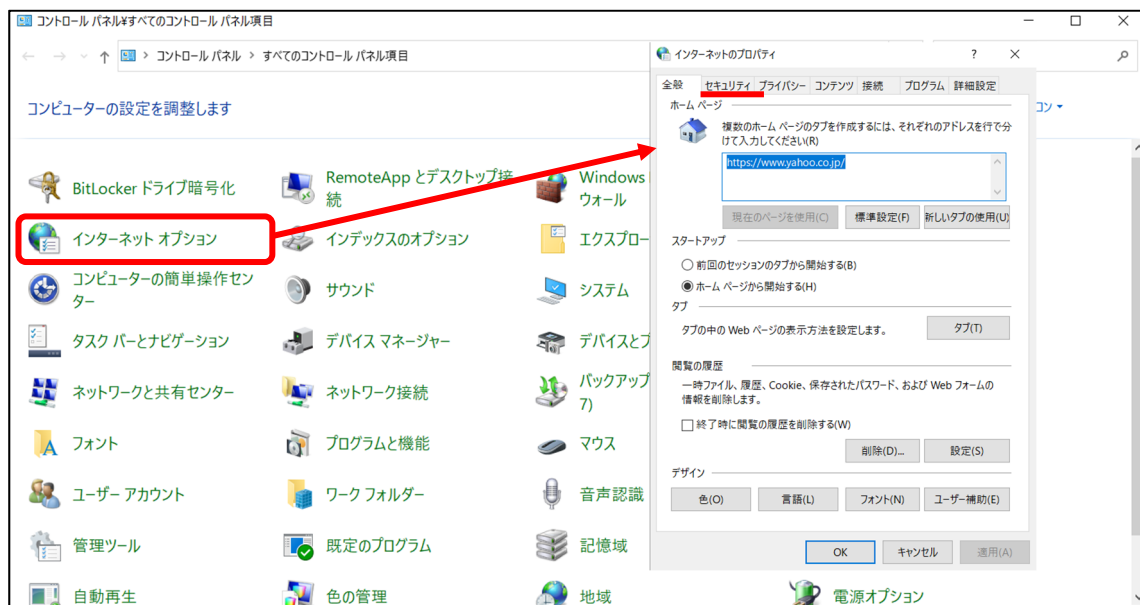 コントロール パネル¥すべてのコントロール パネル項目
コントロール パネル > すべてのコントロール パネル項目
コンピューターの設定を調整します
コン
BitLocker ドライブ暗号化
RemoteApp とデスクトップ接続
Windows
ウォール
インターネット オプション
インデックスのオプション
エクスプロー
コンピューターの簡単操作センター
サウンド
システム
タスク バーとナビゲーション
デバイス マネージャー
デバイスとプ
ネットワークと共有センター
ネットワーク接続
バックアップ
7)
フォント
プログラムと機能
マウス
ユーザー アカウント
ワーク フォルダー
音声認識
管理ツール
既定のプログラム
記憶域
自動再生
色の管理
地域
電源オプション
インターネットのプロパティ
?
全般 セキュリティ プライバシー コンテンツ 接続 プログラム 詳細設定
ホーム ページ
複数のホーム ページのタブを作成するには、それぞれのアドレスを行で分
けて入力してください(R)
https://www.yahoo.co.jp/
現在のページを使用(C) 標準設定(F) 新しいタブの使用(U)
スタートアップ
前回のセッションのタブから開始する(B)
ホーム ページから開始する(H)
タブ
タブの中の Web ページの表示方法を設定します。
タブ(T)
閲覧の履歴
一時ファイル、履歴、Cookie、保存されたパスワード、および Web フォームの
情報を削除します。
終了時に閲覧の履歴を削除する(W)
削除(D)... 設定(S)
デザイン
色(O) 言語(L) フォント(N) ユーザー補助(E)
OK キャンセル 適用(A)